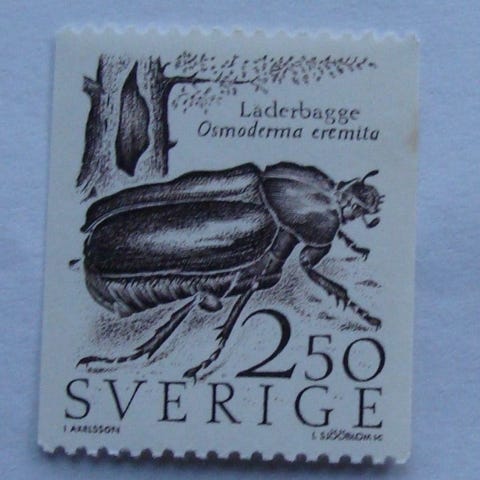 Läderbagge
Osmoderma eremita
2.50
SVERIGE
I. AXELSSON
L. SJÖÖBLOM SC